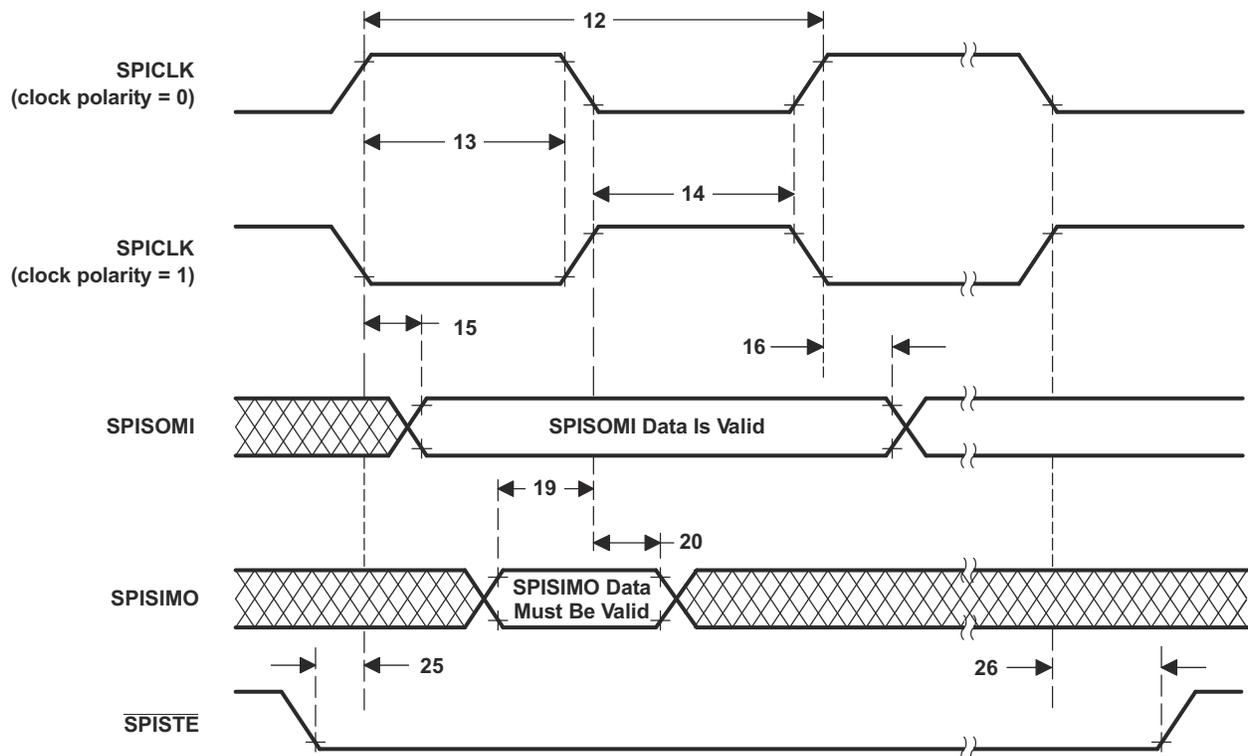 12
SPICLK
(clock polarity = 0)
13
14
SPICLK
(clock polarity = 1)
15
16
SPISOMI
SPISOMI Data Is Valid
19
20
SPISIMO
SPISIMO Data
Must Be Valid
25
26
SPISTE